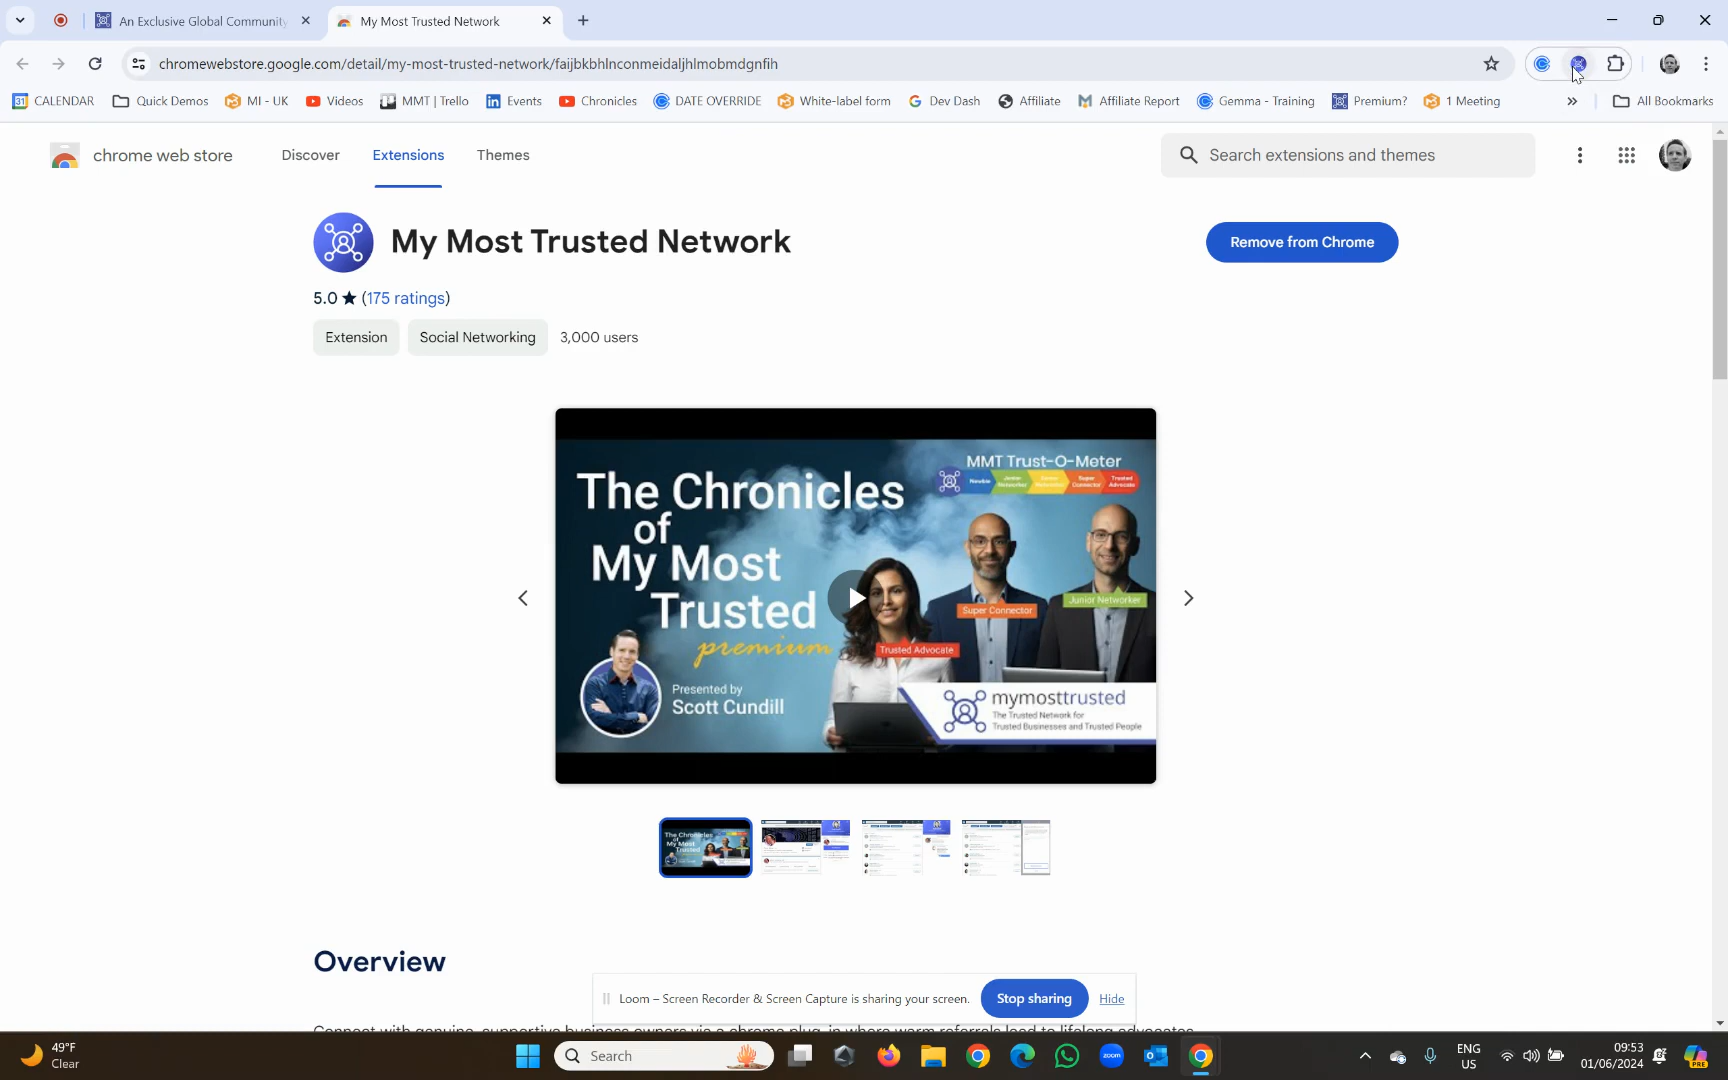 An Exclusive Global Community
My Most Trusted Network
chromewebstore.google.com/detail/my-most-trusted-network/faijbkbhlnconmeidaljhlmobmdgnfih
CALENDAR
Quick Demos
MI - UK
Videos
MMT | Trello
Events
Chronicles
DATE OVERRIDE
White-label form
Dev Dash
Affiliate
Affiliate Report
Gemma - Training
Premium?
1 Meeting
All Bookmarks
chrome web store
Discover
Extensions
Themes
Search extensions and themes
My Most Trusted Network
Remove from Chrome
5.0 ★ (175 ratings)
Extension
Social Networking
3,000 users
MMT Trust-O-Meter
Newbie
Junior Networker
Super Connector
Trusted Advocate
The Chronicles
of
My Most
Trusted
premium
Super Connector
Junior Networker
Trusted Advocate
Presented by
Scott Cundill
mymosttrusted
The Trusted Network for
Trusted Businesses and Trusted People
Overview
Loom – Screen Recorder & Screen Capture is sharing your screen.
Stop sharing
Hide
Connect with genuine, supportive business owners via a chrome plug-in where warm referrals lead to lifelong advocates
49°F
Clear
Search
zoom
ENG
US
09:53
01/06/2024
PRE